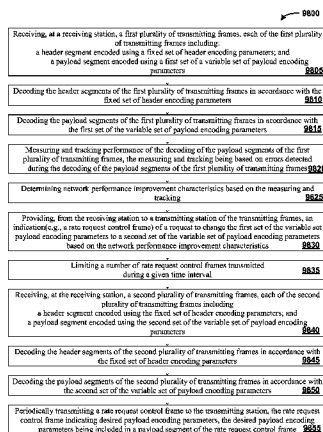 9800
Receiving, at a receiving station, a first plurality of transmitting frames, each of the first plurality
of transmitting frames including:
a header segment encoded using a fixed set of header encoding parameters; and
a payload segment encoded using a first set of a variable set of payload encoding
parameters
9805
Decoding the header segments of the first plurality of transmitting frames in accordance with the
fixed set of header encoding parameters
9810
Decoding the payload segments of the first plurality of transmitting frames in accordance with
the first set of the variable set of payload encoding parameters
9815
Measuring and tracking performance of the decoding of the payload segments of the first
plurality of transmitting frames, the measuring and tracking being based on errors detected
during the decoding of the payload segments of the first plurality of transmitting frames
9820
Determining network performance improvement characteristics based on the measuring and
tracking
9825
Providing, from the receiving station to a transmitting station of the transmitting frames, an
indication(e.g., a rate request control frame) of a request to change the first set of the variable set
payload encoding parameters to a second set of the variable set of payload encoding parameters
based on the network performance improvement characteristics
9830
Limiting a number of rate request control frames transmitted
during a given time interval
9835
Receiving, at the receiving station, a second plurality of transmitting frames, each of the second
plurality of transmitting frames including
a header segment encoded using the fixed set of header encoding parameters; and
a payload segment encoded using the second set of the variable set of payload encoding
parameters
9840
Decoding the header segments of the second plurality of transmitting frames in accordance with
the fixed set of header encoding parameters
9845
Decoding the payload segments of the second plurality of transmitting frames in accordance with
the second set of the variable set of payload encoding parameters
9850
Periodically transmitting a rate request control frame to the transmitting station, the rate request
control frame indicating desired payload encoding parameters, the desired payload encoding
parameters being included in a payload segment of the rate request control frame
9855